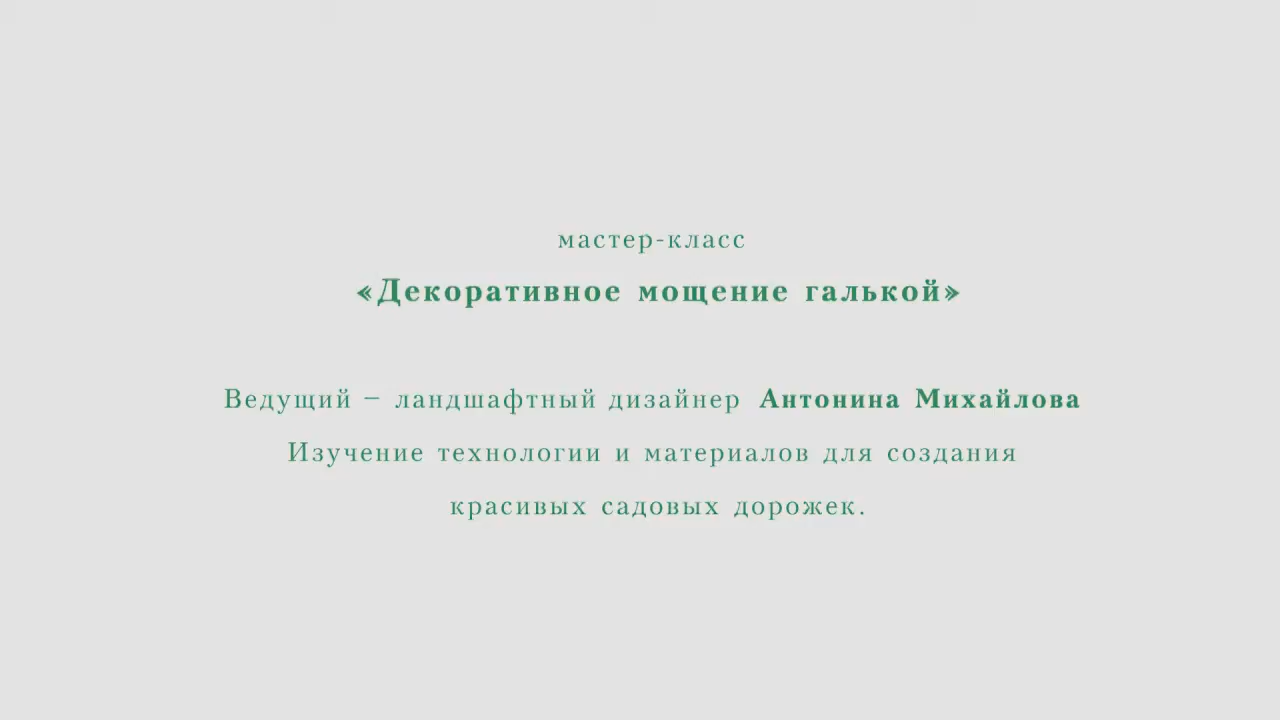 мастер-класс
«Декоративное мощение галькой»
Ведущий – ландшафтный дизайнер Антонина Михайлова
Изучение технологии и материалов для создания
красивых садовых дорожек.